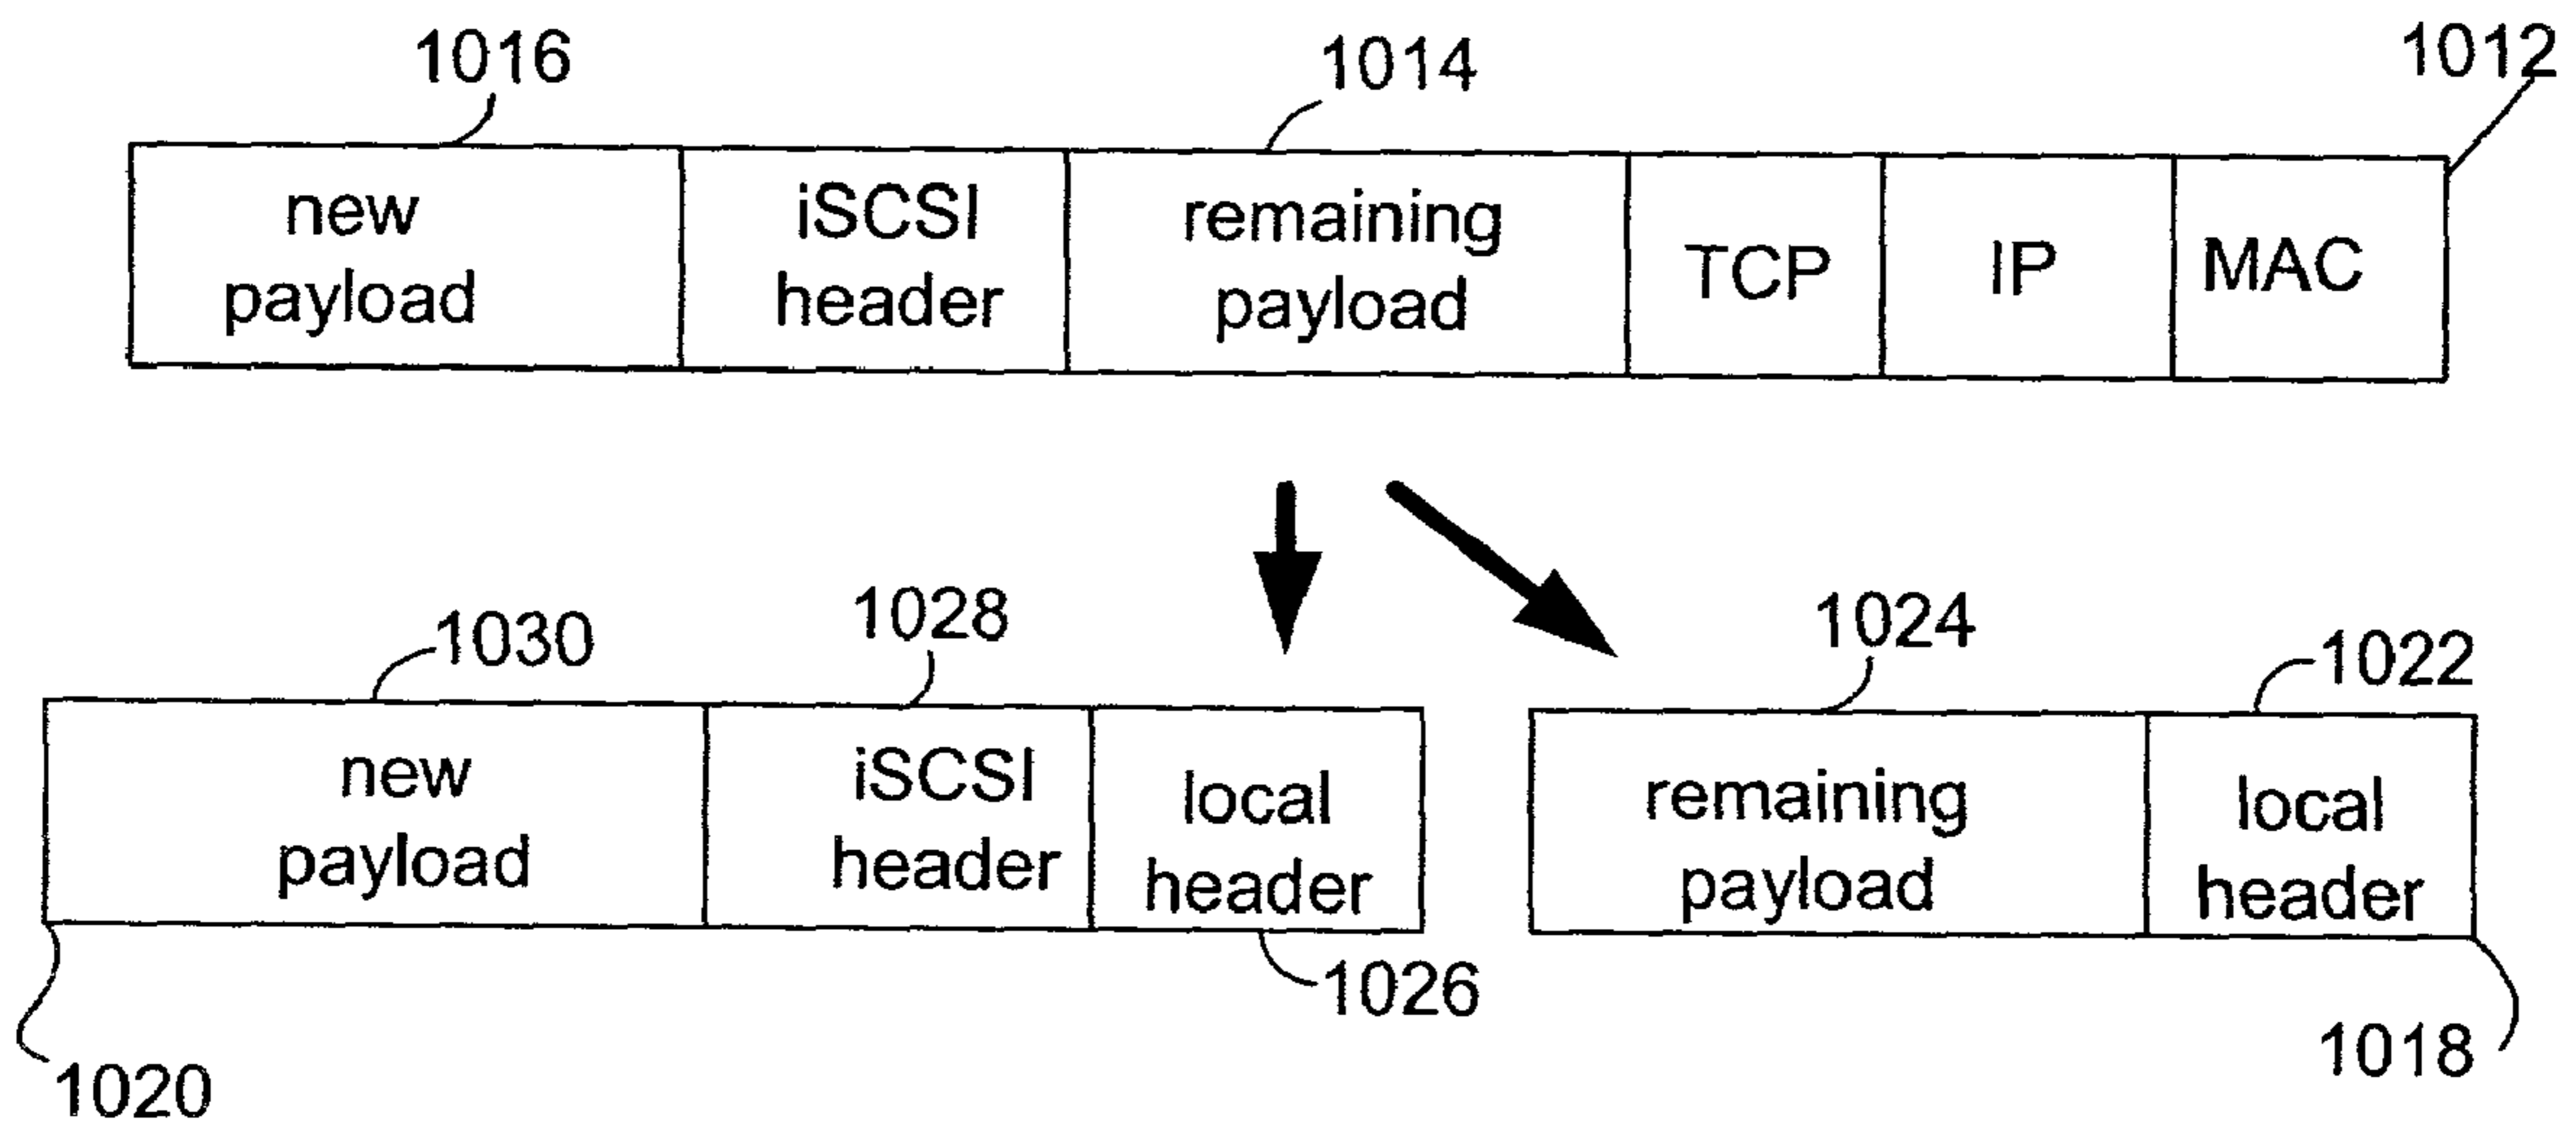 1016
1014
1012
new
payload
iSCSI
header
remaining
payload
TCP
IP
MAC
1030
1028
1024
1022
new
payload
iSCSI
header
local
header
remaining
payload
local
header
1026
1020
1018